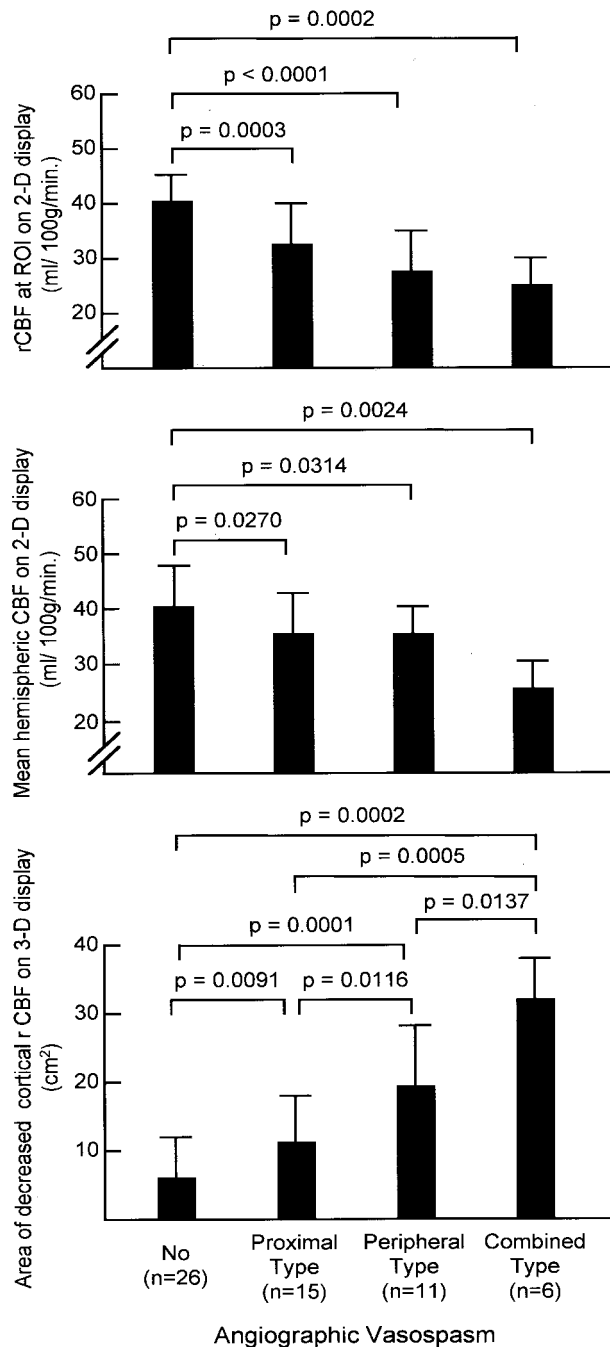 p = 0.0002
p < 0.0001
p = 0.0003
60
50
40
30
20
rCBF at ROI on 2-D display
(ml/ 100g/min.)
p = 0.0024
p = 0.0314
p = 0.0270
60
50
40
30
20
Mean hemispheric CBF on 2-D display
(ml/ 100g/min.)
p = 0.0002
p = 0.0005
p = 0.0137
p = 0.0001
p = 0.0091
p = 0.0116
40
30
20
10
Area of decreased cortical r CBF on 3-D display
(cm²)
No
(n=26)
Proximal
Type
(n=15)
Peripheral
Type
(n=11)
Combined
Type
(n=6)
Angiographic Vasospasm